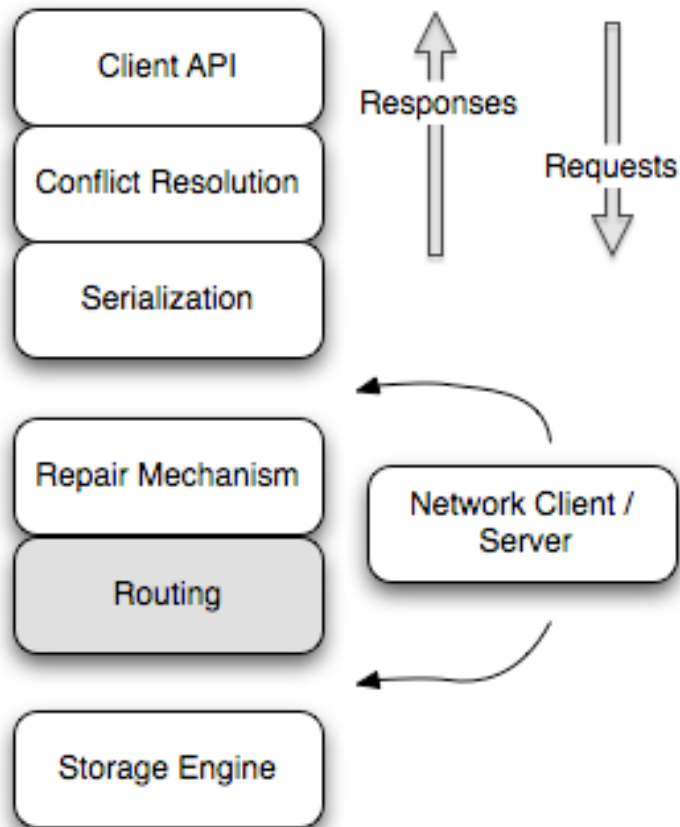 Client API
Responses
Conflict Resolution
Requests
Serialization
Repair Mechanism
Network Client /
Server
Routing
Storage Engine